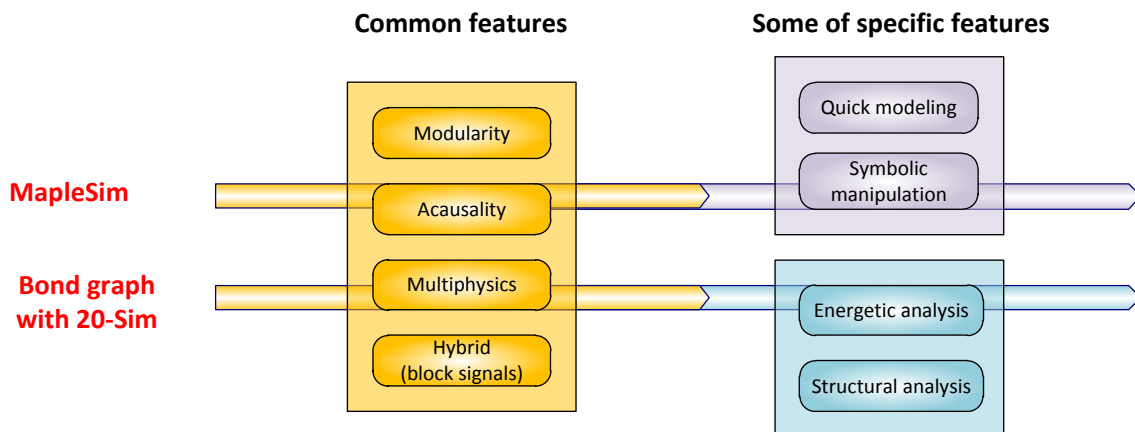 Common features
Some of specific features
Modularity
Quick modeling
MapleSim
Acausality
Symbolic
manipulation
Bond graph
with 20-Sim
Multiphysics
Energetic analysis
Hybrid
(block signals)
Structural analysis